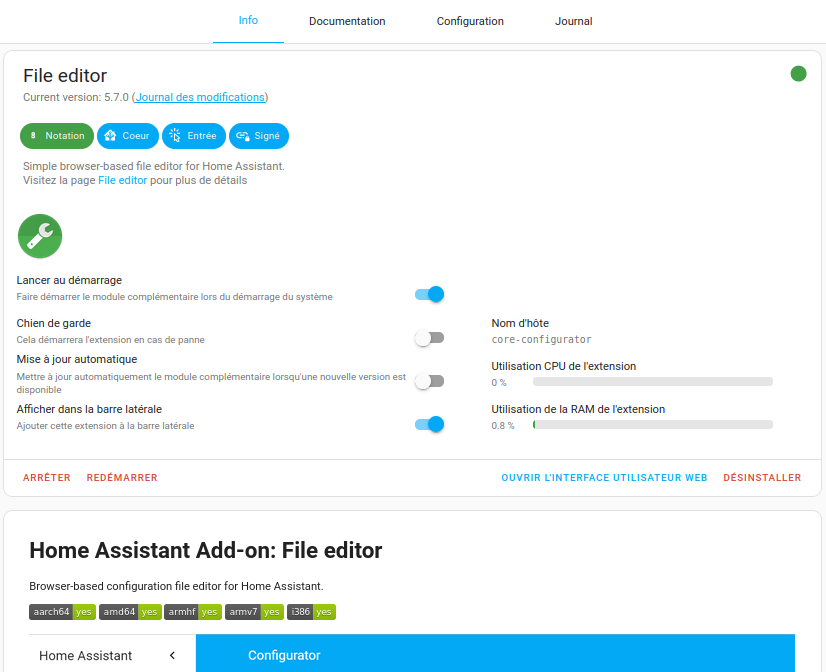 Info Documentation Configuration Journal
File editor
Current version: 5.7.0 (Journal des modifications)
8 Notation Coeur Entrée Signé
Simple browser-based file editor for Home Assistant.
Visitez la page File editor pour plus de détails
Lancer au démarrage
Faire démarrer le module complémentaire lors du démarrage du système
Chien de garde
Cela démarrera l'extension en cas de panne
Mise à jour automatique
Mettre à jour automatiquement le module complémentaire lorsqu'une nouvelle version est
disponible
Afficher dans la barre latérale
Ajouter cette extension à la barre latérale
Nom d'hôte
core-configurator
Utilisation CPU de l'extension
0 %
Utilisation de la RAM de l'extension
0.8 %
ARRÊTER REDÉMARRER OUVRIR L'INTERFACE UTILISATEUR WEB DÉSINSTALLER
Home Assistant Add-on: File editor
Browser-based configuration file editor for Home Assistant.
aarch64 yes amd64 yes armhf yes armv7 yes i386 yes
Home Assistant Configurator